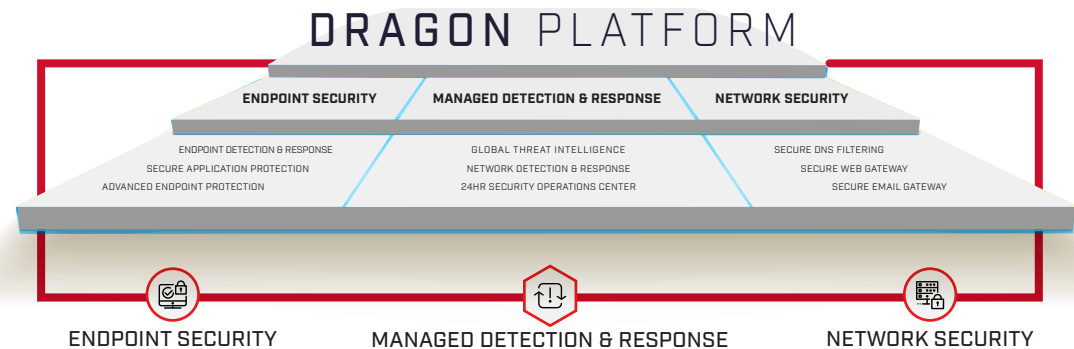 DRAGON PLATFORM
ENDPOINT SECURITY
MANAGED DETECTION & RESPONSE
NETWORK SECURITY
ENDPOINT DETECTION & RESPONSE
SECURE APPLICATION PROTECTION
ADVANCED ENDPOINT PROTECTION
GLOBAL THREAT INTELLIGENCE
NETWORK DETECTION & RESPONSE
24HR SECURITY OPERATIONS CENTER
SECURE DNS FILTERING
SECURE WEB GATEWAY
SECURE EMAIL GATEWAY
ENDPOINT SECURITY
MANAGED DETECTION & RESPONSE
NETWORK SECURITY